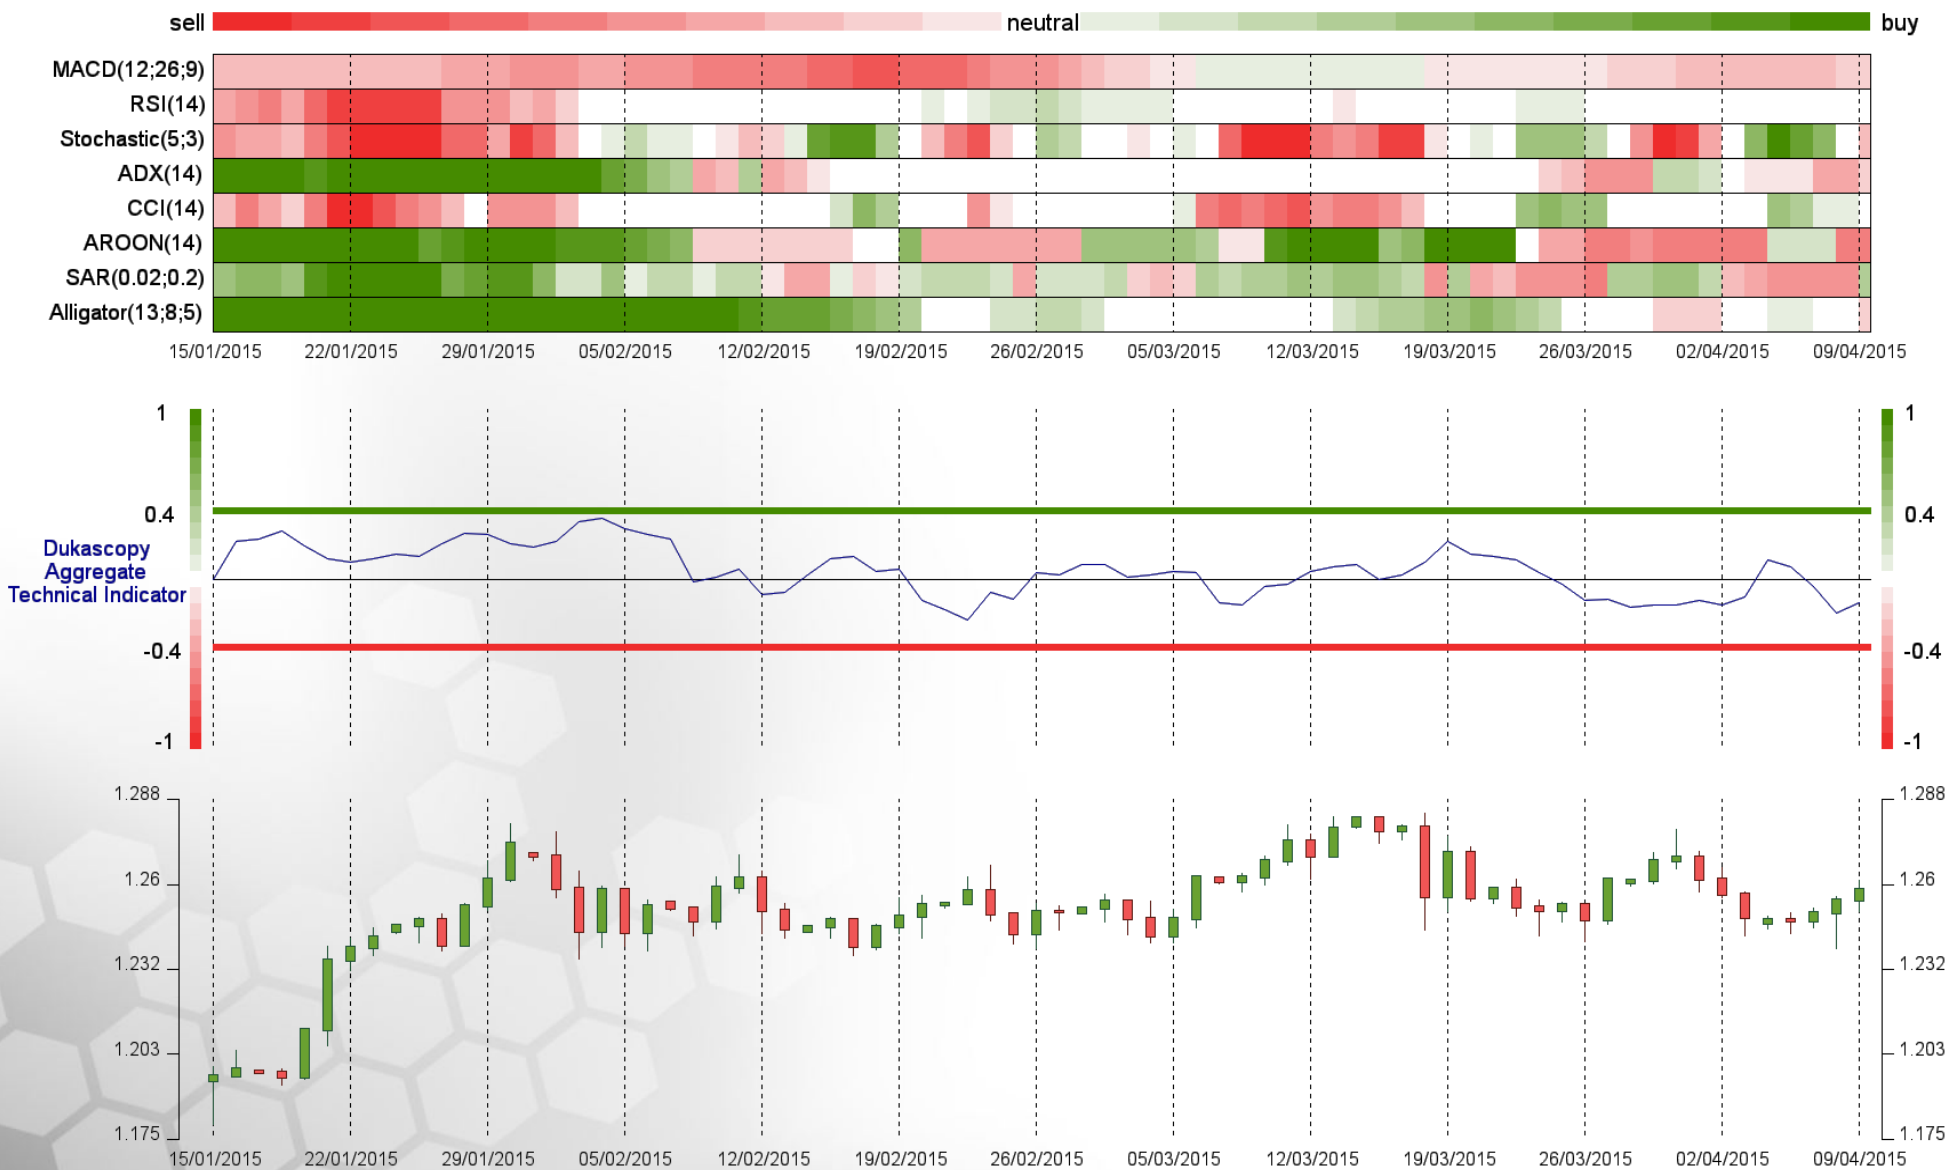 sell neutral buy
MACD(12;26;9)
RSI(14)
Stochastic(5;3)
ADX(14)
CCI(14)
AROON(14)
SAR(0.02;0.2)
Alligator(13;8;5)
15/01/2015 22/01/2015 29/01/2015 05/02/2015 12/02/2015 19/02/2015 26/02/2015 05/03/2015 12/03/2015 19/03/2015 26/03/2015 02/04/2015 09/04/2015
1 1
0.4 0.4
Dukascopy
Aggregate
Technical Indicator
-0.4 -0.4
-1 -1
1.288 1.288
1.26 1.26
1.232 1.232
1.203 1.203
1.175 1.175
15/01/2015 22/01/2015 29/01/2015 05/02/2015 12/02/2015 19/02/2015 26/02/2015 05/03/2015 12/03/2015 19/03/2015 26/03/2015 02/04/2015 09/04/2015